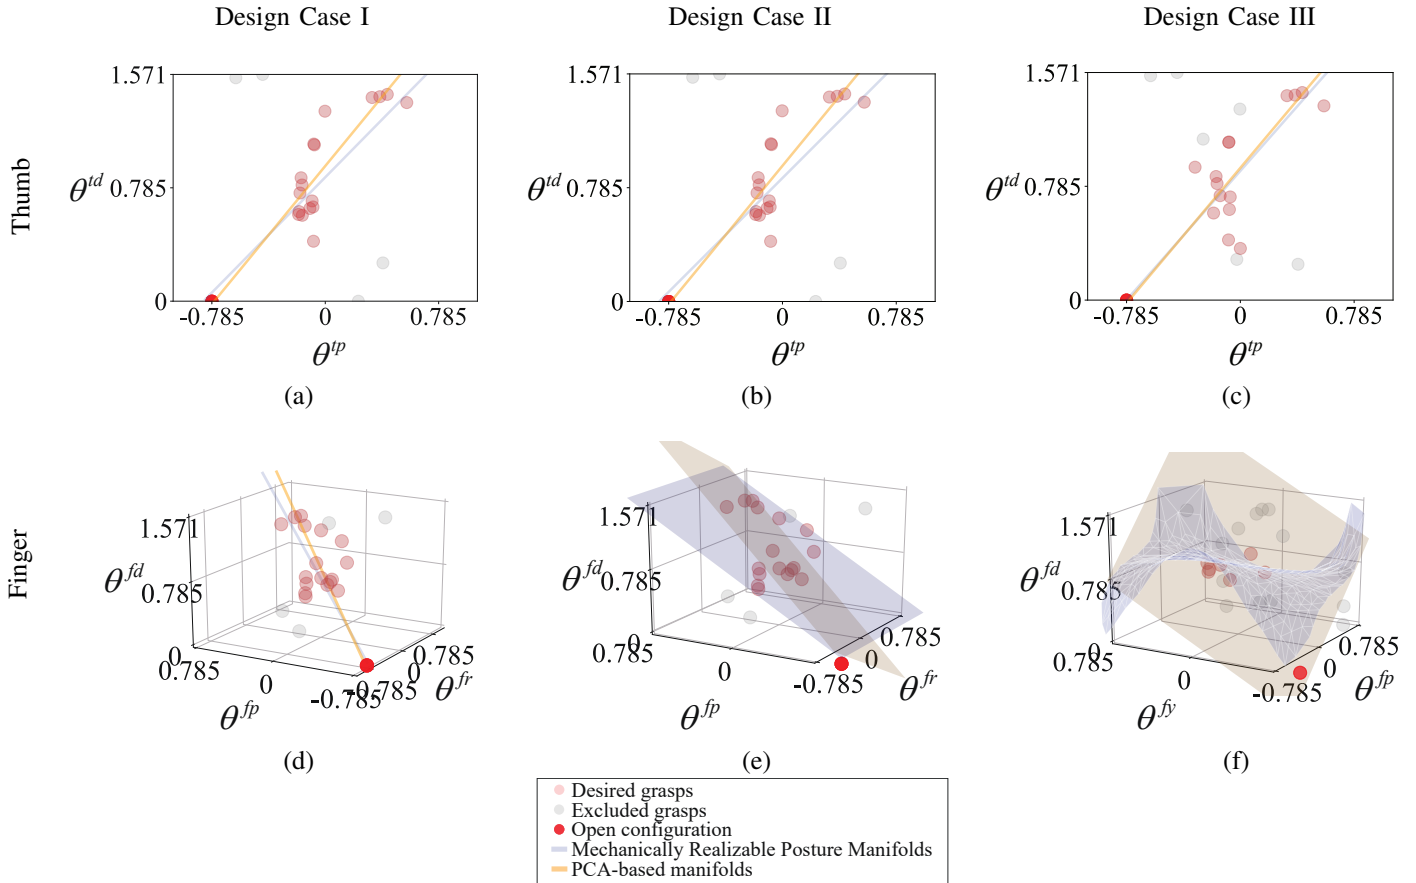 Design Case I Design Case II Design Case III
Thumb
1.571 1.571 1.571
θ^td 0.785 θ^td 0.785 θ^td 0.785
0 0 0
-0.785 0 0.785 -0.785 0 0.785 -0.785 0 0.785
θ^tp θ^tp θ^tp
(a) (b) (c)
Finger
1.571 1.571 1.571
θ^fd 0.785 θ^fd 0.785 θ^fd 0.785
0 0.785 0 -0.785 -0.785 0 0.785
0 0.785 0 -0.785 0 0.785
0 0.785 0 -0.785 0 0.785
θ^fp θ^fr θ^fp θ^fr θ^fy θ^fp
(d) (e) (f)
Desired grasps
Excluded grasps
Open configuration
Mechanically Realizable Posture Manifolds
PCA-based manifolds